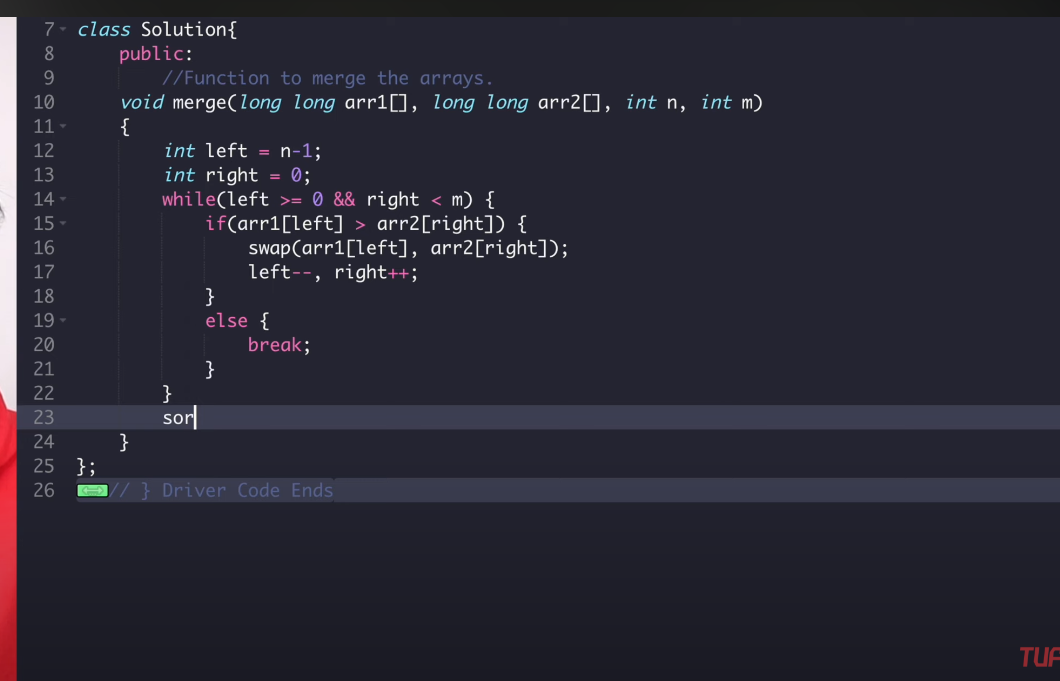 7 class Solution{
8 public:
9 //Function to merge the arrays.
10 void merge(long long arr1[], long long arr2[], int n, int m)
11 {
12 int left = n-1;
13 int right = 0;
14 while(left >= 0 && right < m) {
15 if(arr1[left] > arr2[right]) {
16 swap(arr1[left], arr2[right]);
17 left--, right++;
18 }
19 else {
20 break;
21 }
22 }
23 sor
24 }
25 };
26 // } Driver Code Ends
TUF